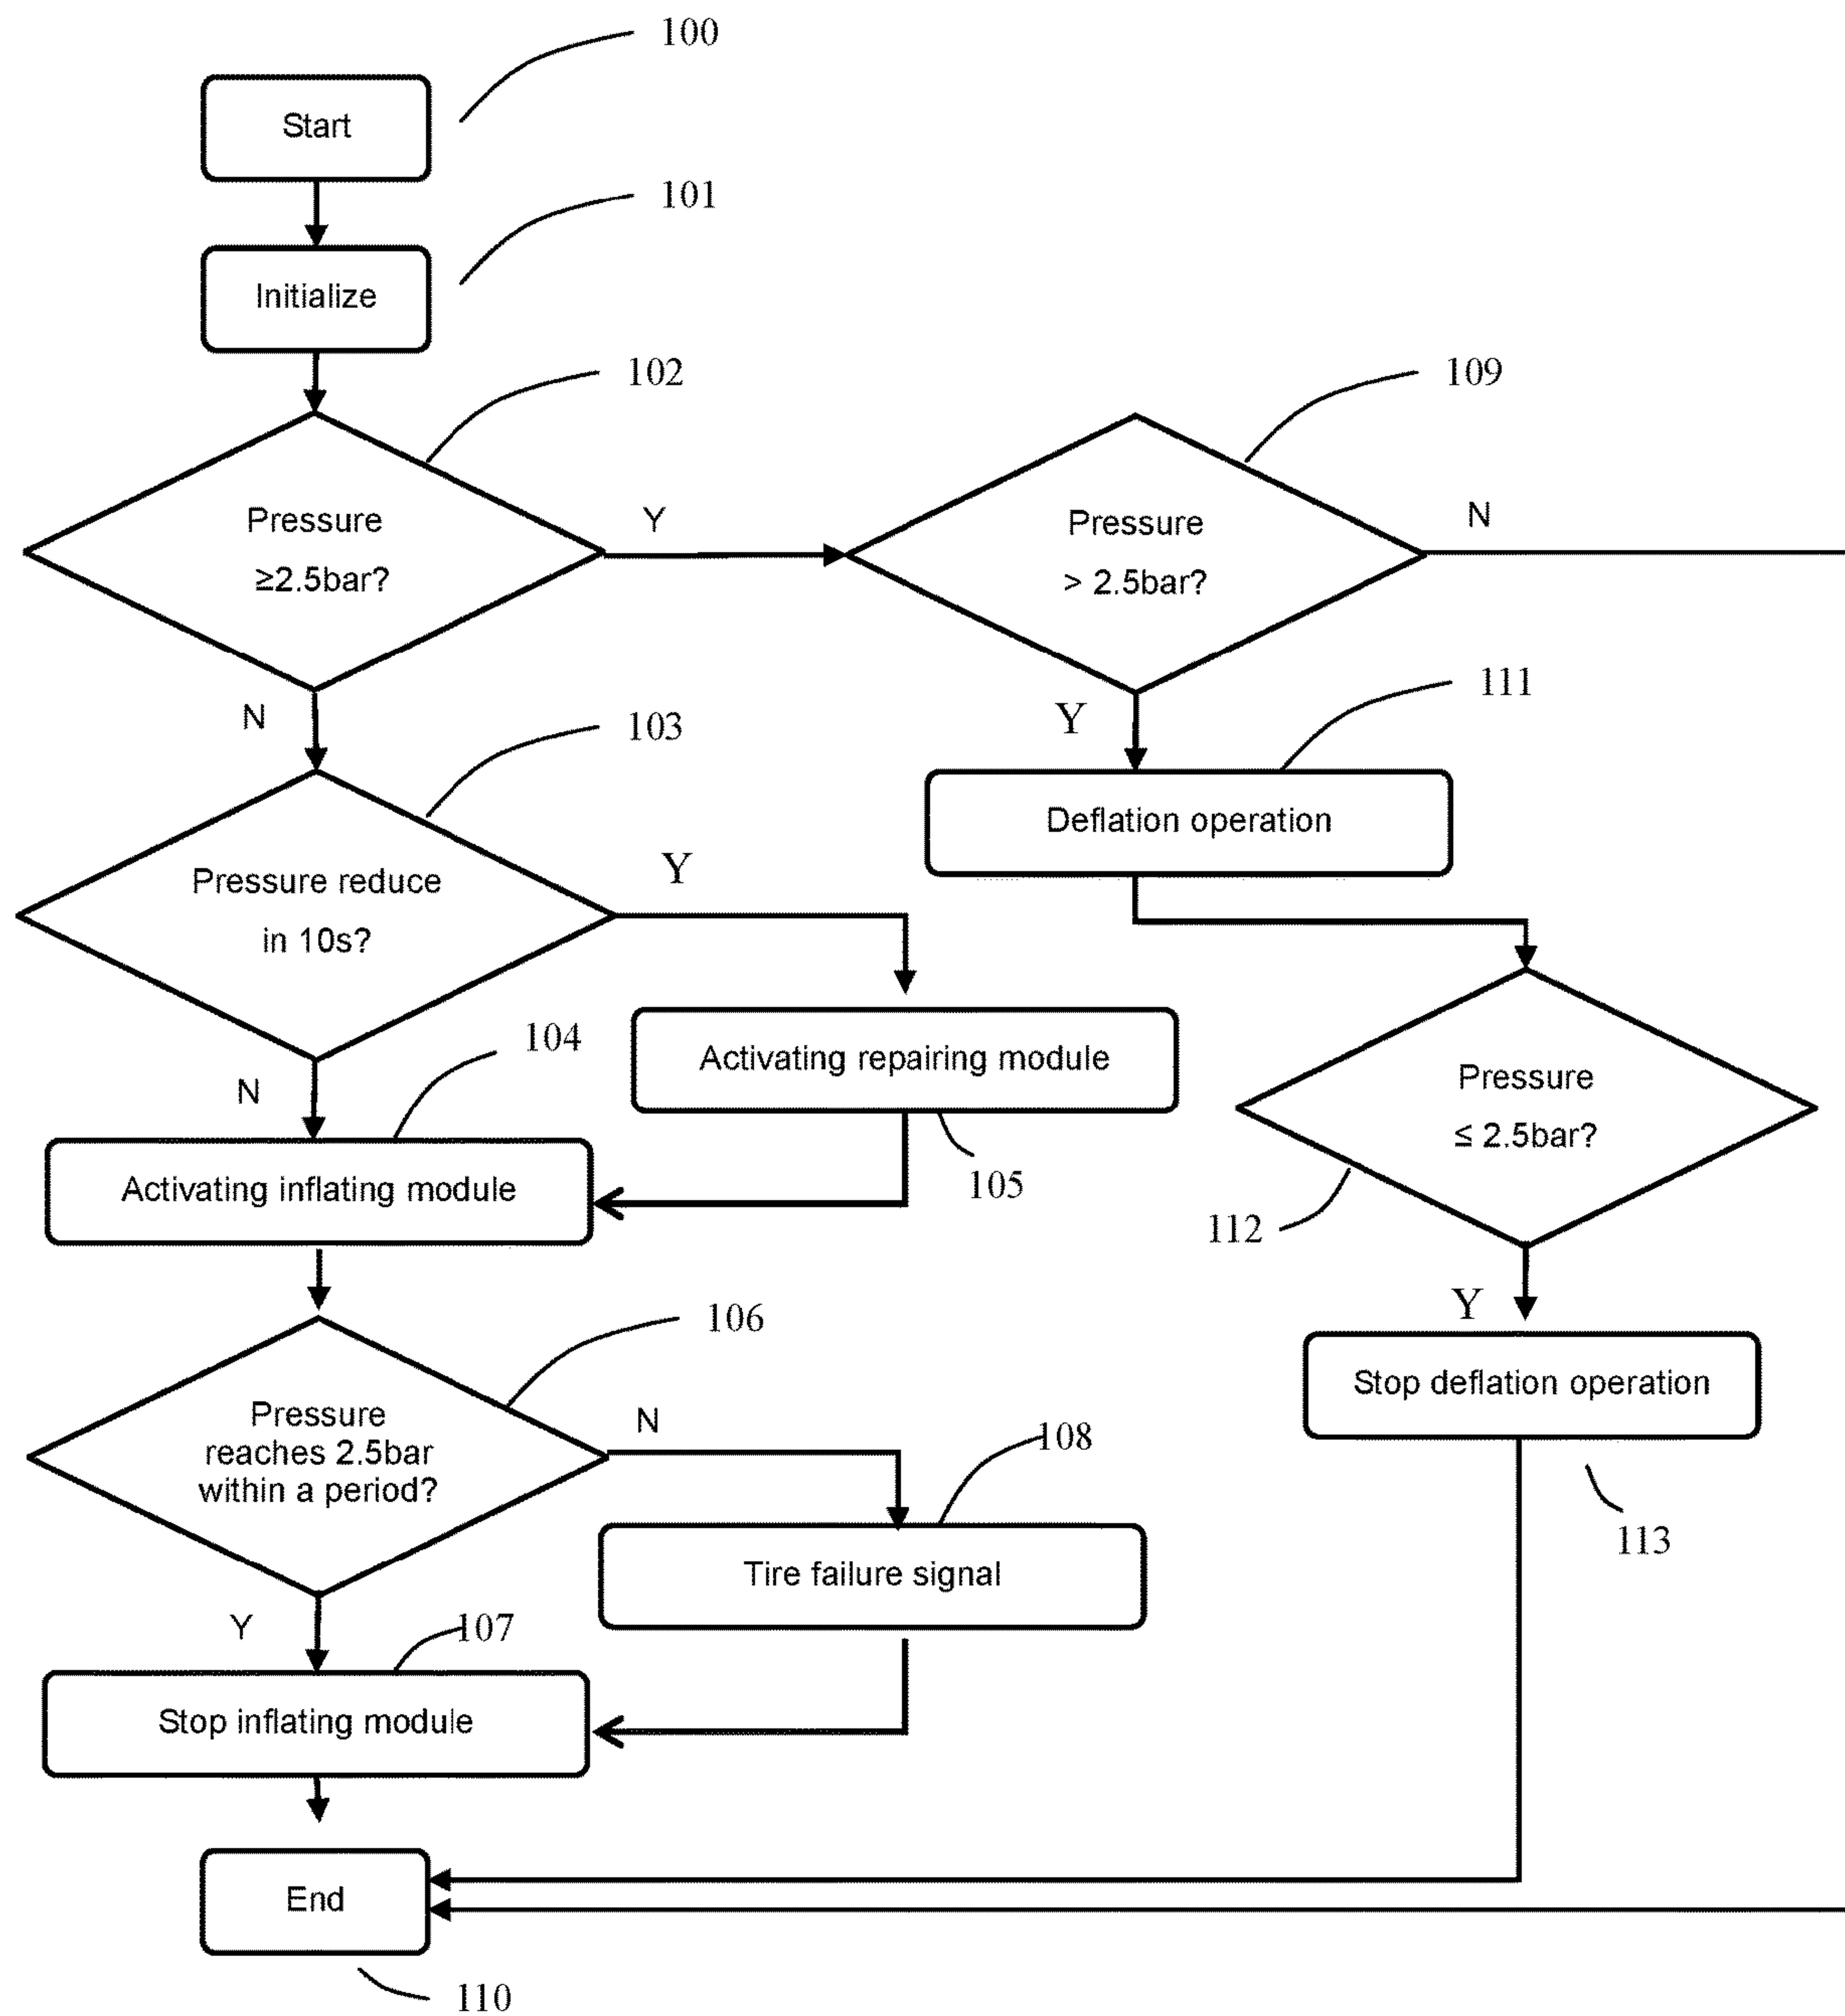 100
Start
101
Initialize
102
109
Pressure
≥2.5bar?
Y
Pressure
> 2.5bar?
N
N
103
Y
111
Deflation operation
Pressure reduce
in 10s?
Y
104
N
Activating repairing module
105
Activating inflating module
Pressure
≤ 2.5bar?
112
Y
106
Stop deflation operation
113
Pressure
reaches 2.5bar
within a period?
N
108
Tire failure signal
Y
107
Stop inflating module
End
110